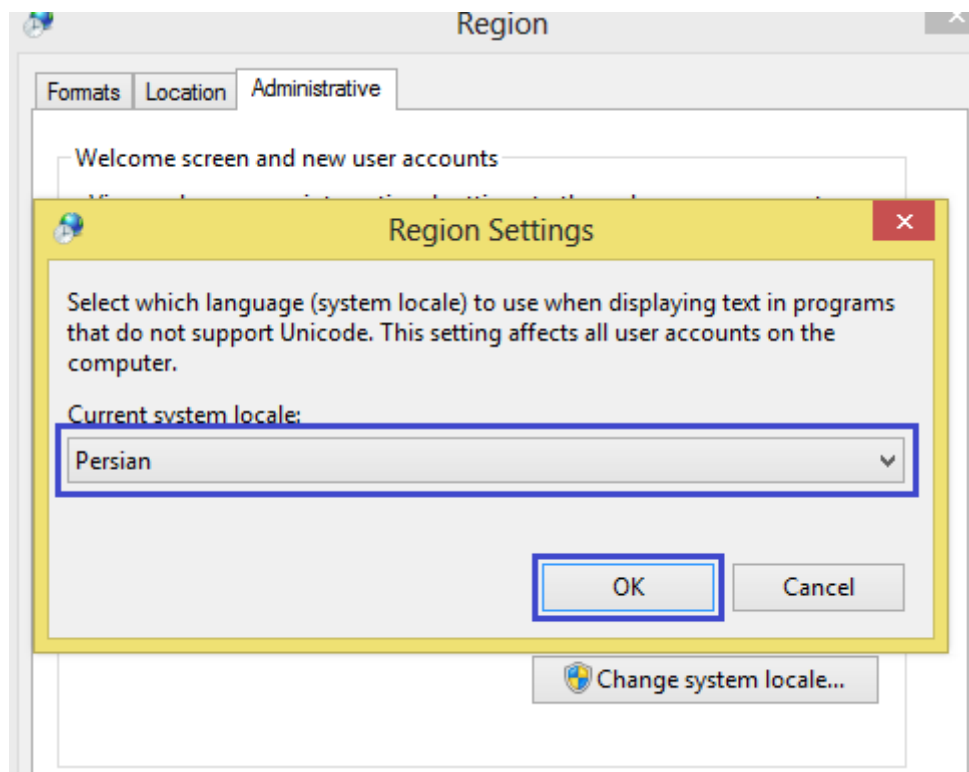 Region
Formats Location Administrative
Welcome screen and new user accounts
Region Settings
Select which language (system locale) to use when displaying text in programs
that do not support Unicode. This setting affects all user accounts on the
computer.
Current system locale:
Persian
OK Cancel
Change system locale...